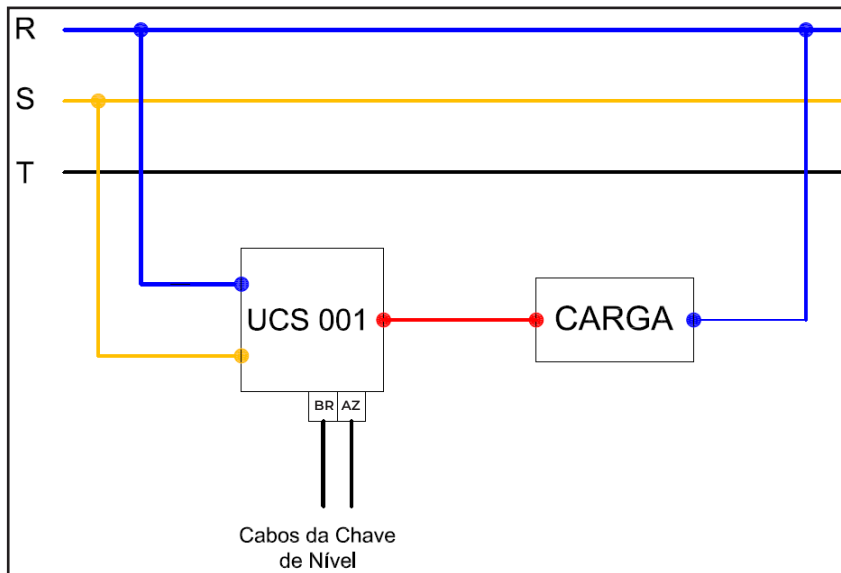 R
S
T
UCS 001
CARGA
BR AZ
Cabos da Chave
de Nível